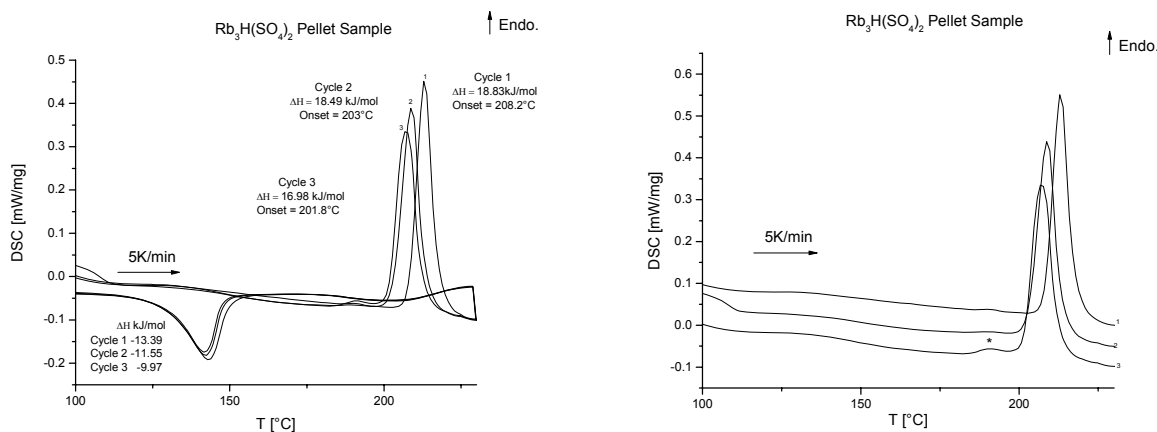 Rb3H(SO4)2 Pellet Sample
Endo.
DSC [mW/mg]
0.5
0.4
0.3
0.2
0.1
0.0
-0.1
-0.2
Cycle 2
ΔH = 18.49 kJ/mol
Onset = 203°C
Cycle 1
ΔH = 18.83kJ/mol
Onset = 208.2°C
1
2
3
Cycle 3
ΔH = 16.98 kJ/mol
Onset = 201.8°C
5K/min
ΔH kJ/mol
Cycle 1 -13.39
Cycle 2 -11.55
Cycle 3 -9.97
100 150 200
T [°C]
Rb3H(SO4)2 Pellet Sample
Endo.
DSC [mW/mg]
0.6
0.5
0.4
0.3
0.2
0.1
0.0
-0.1
5K/min
*
1
2
3
100 150 200
T [°C]